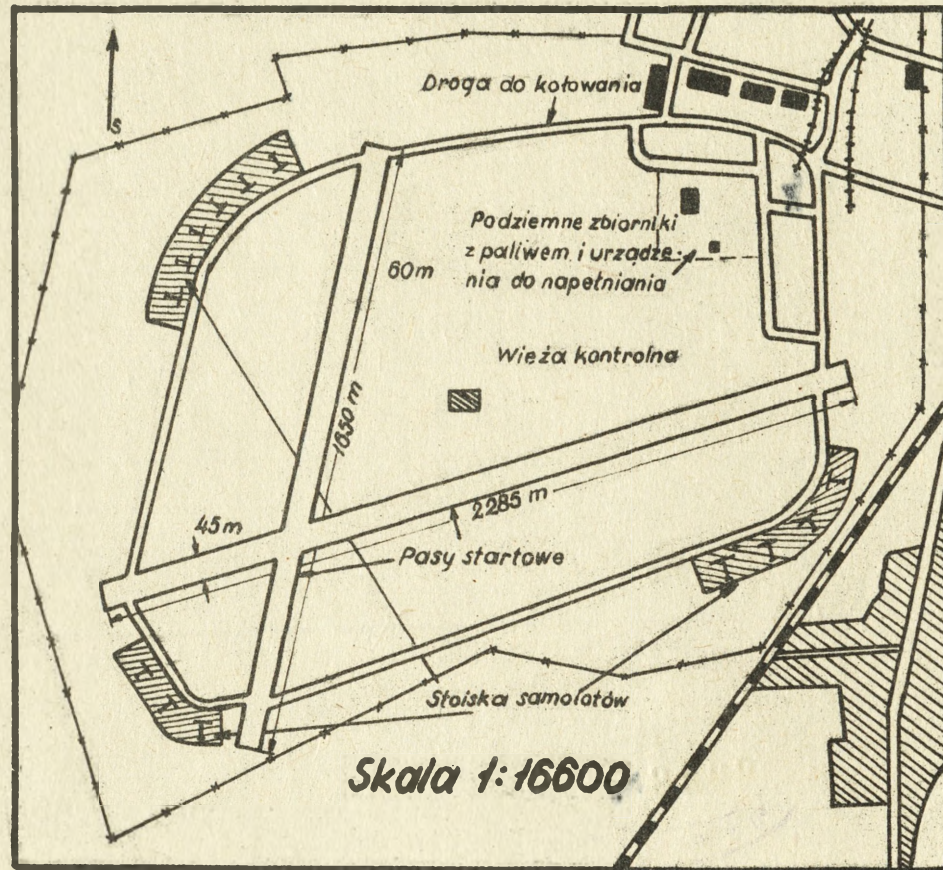 S
Droga do kołowania
Podziemne zbiorniki
z paliwem i urządze-
nia do napełniania
60m
Wieża kontrolna
1650 m
2285 m
45m
Pasy startowe
Stoiska samolotów
Skala 1:16600